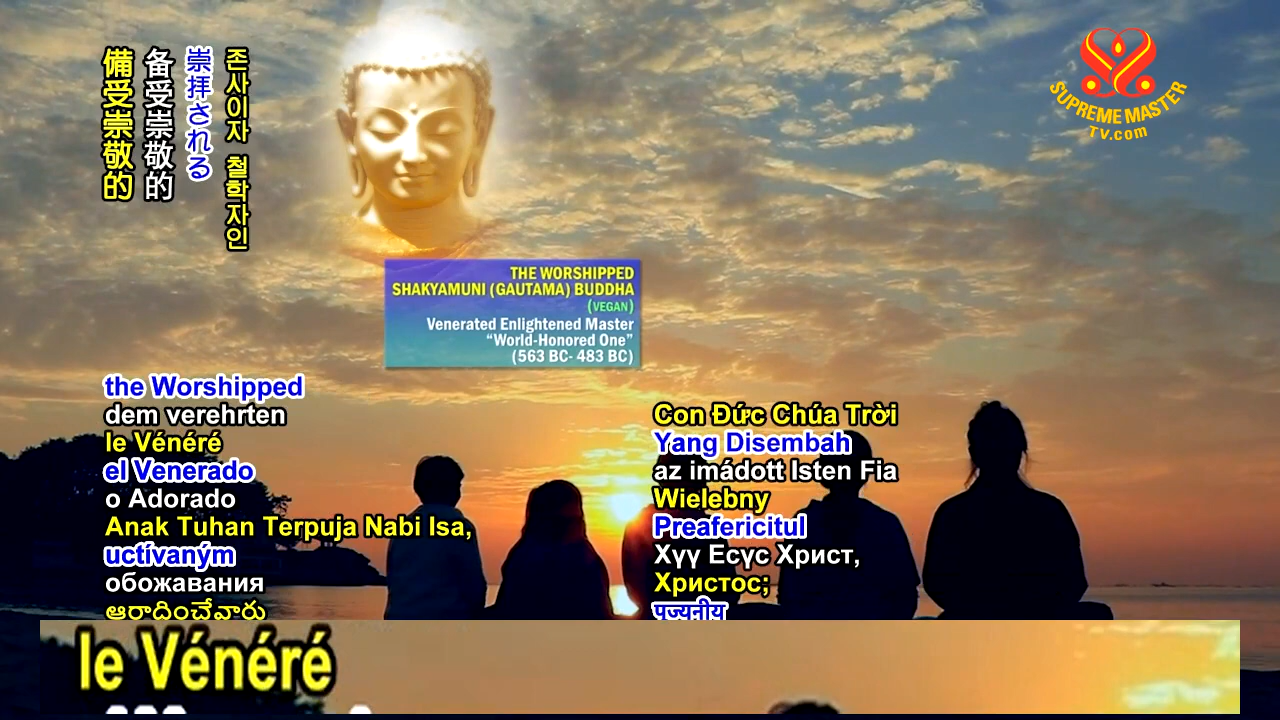 備受崇敬的
备受崇敬的
崇拝される
존사이자 철학자인
SUPREME MASTER
TV.com
THE WORSHIPPED
SHAKYAMUNI (GAUTAMA) BUDDHA
(VEGAN)
Venerated Enlightened Master
“World-Honored One”
(563 BC- 483 BC)
the Worshipped
dem verehrten
le Vénéré
el Venerado
o Adorado
Anak Tuhan Terpuja Nabi Isa,
uctívaným
обожавания
ఆరాదించేవారు
Con Đức Chúa Trời
Yang Disembah
az imádott Isten Fia
Wielebny
Preafericitul
Хүү Есүс Христ,
Христос;
पूज्यनीय
le Vénéré